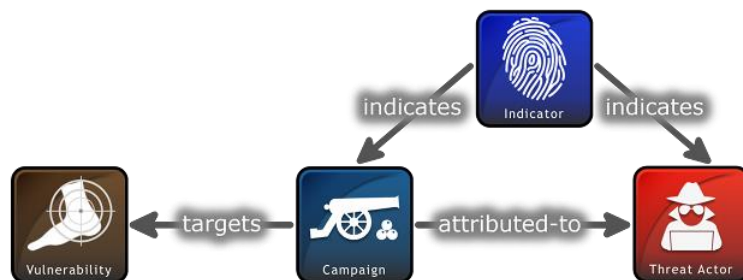 Indicator
indicates indicates
targets attributed-to
Vulnerability Campaign Threat Actor